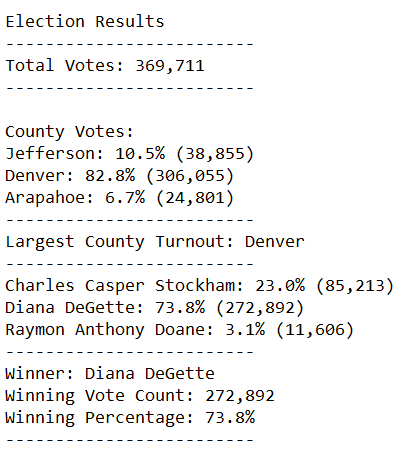 Election Results
-------------------------
Total Votes: 369,711
-------------------------
County Votes:
Jefferson: 10.5% (38,855)
Denver: 82.8% (306,055)
Arapahoe: 6.7% (24,801)
-------------------------
Largest County Turnout: Denver
-------------------------
Charles Casper Stockham: 23.0% (85,213)
Diana DeGette: 73.8% (272,892)
Raymon Anthony Doane: 3.1% (11,606)
-------------------------
Winner: Diana DeGette
Winning Vote Count: 272,892
Winning Percentage: 73.8%
-------------------------